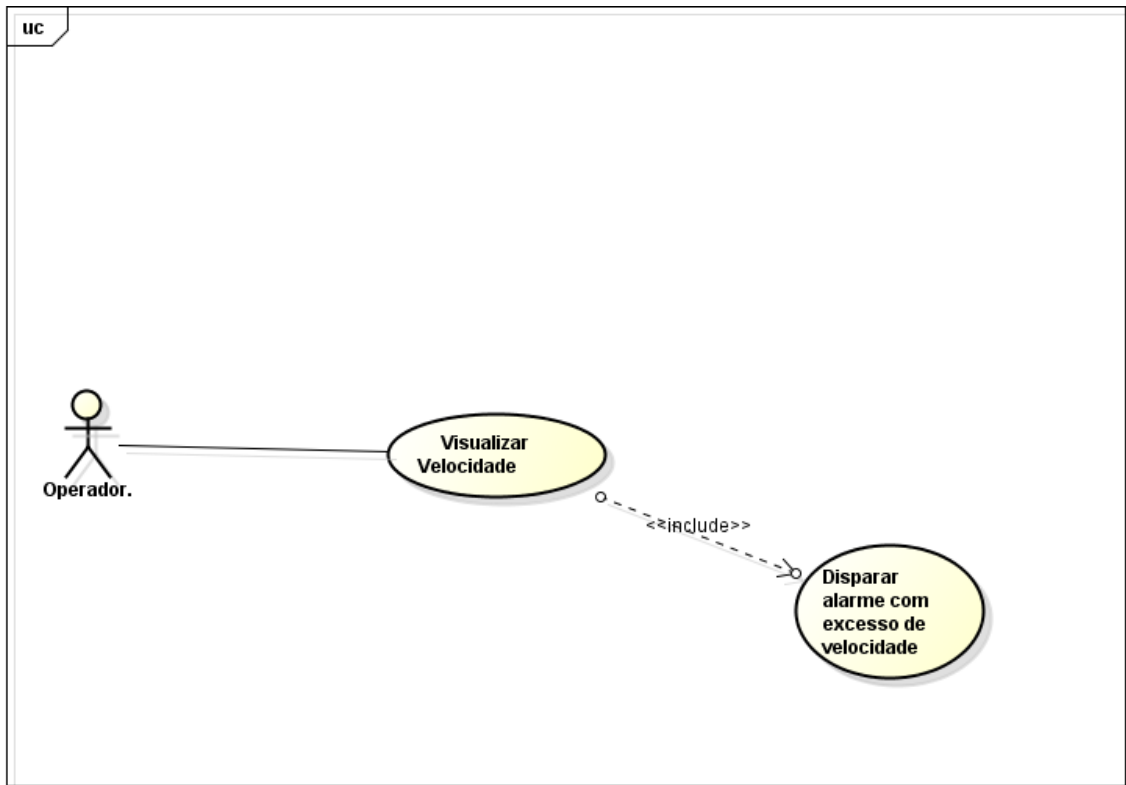 uc
Visualizar
Velocidade
Operador.
<<include>>
Disparar
alarme com
excesso de
velocidade